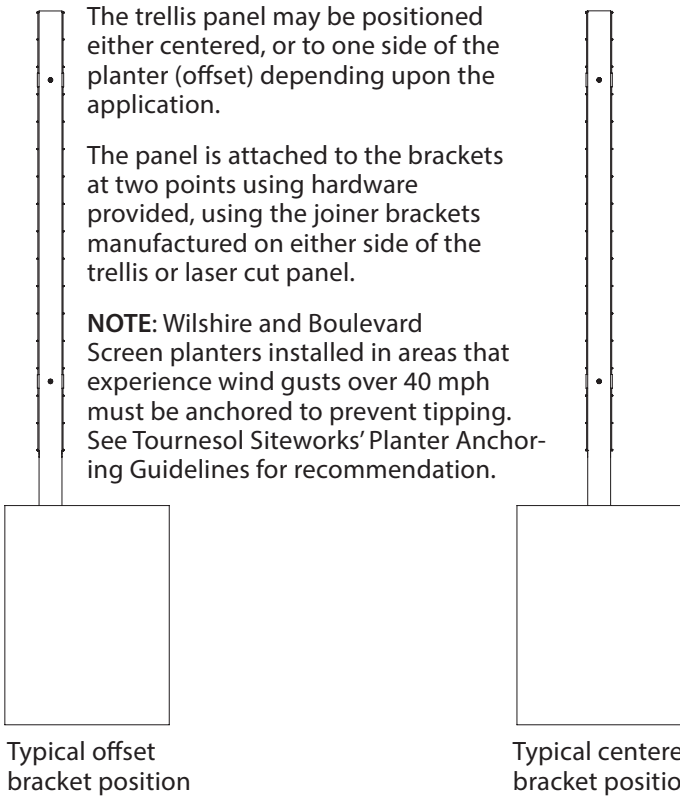 The trellis panel may be positioned
either centered, or to one side of the
planter (offset) depending upon the
application.
The panel is attached to the brackets
at two points using hardware
provided, using the joiner brackets
manufactured on either side of the
trellis or laser cut panel.
NOTE: Wilshire and Boulevard
Screen planters installed in areas that
experience wind gusts over 40 mph
must be anchored to prevent tipping.
See Tournesol Siteworks’ Planter Anchor-
ing Guidelines for recommendation.
Typical offset
bracket position
Typical centere
bracket positio